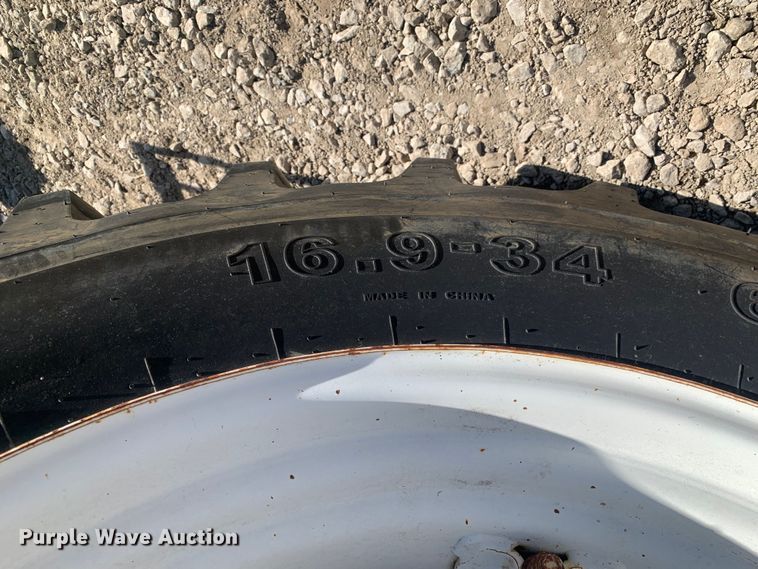 16.9-34
MADE IN CHINA
Purple Wave Auction